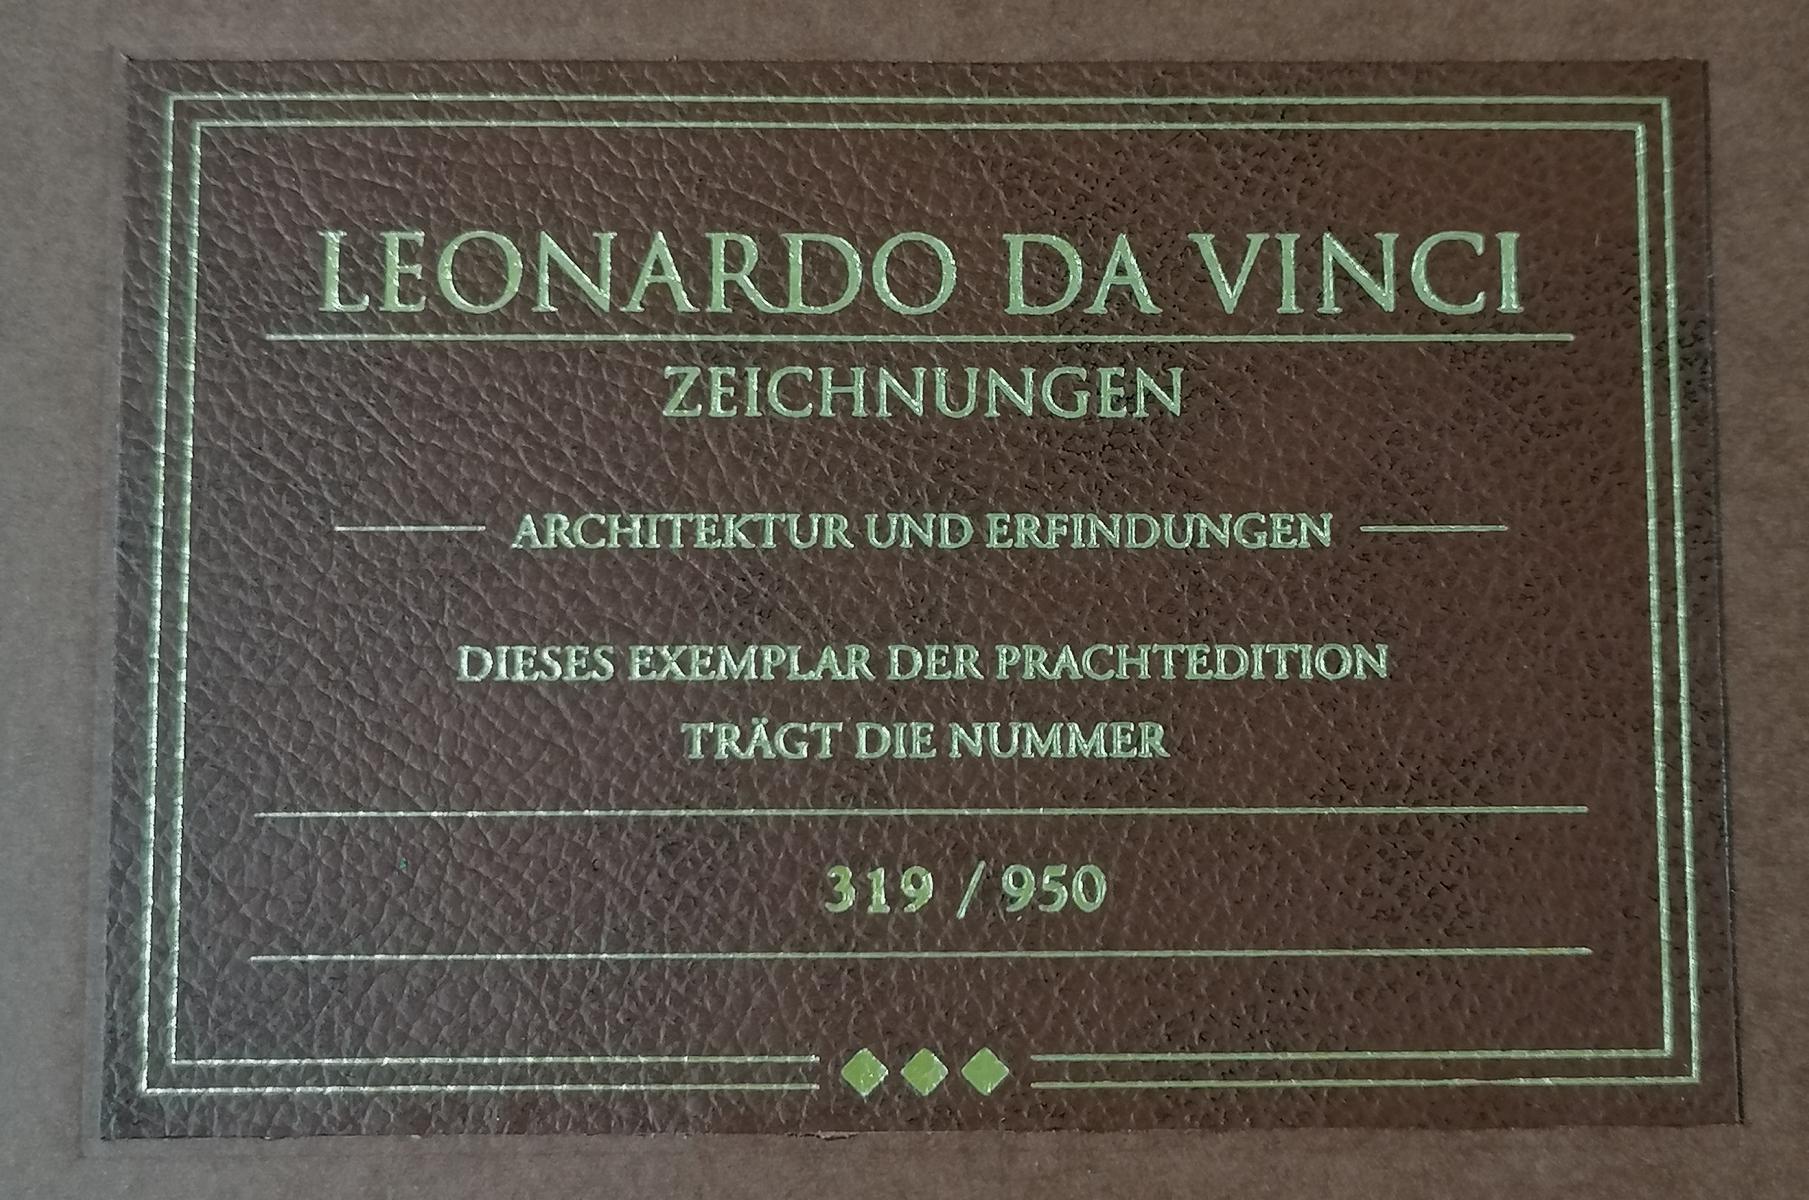 LEONARDO DA VINCI
ZEICHNUNGEN
ARCHITEKTUR UND ERFINDUNGEN
DIESES EXEMPLAR DER PRACHTEDITION
TRÄGT DIE NUMMER
319 / 950